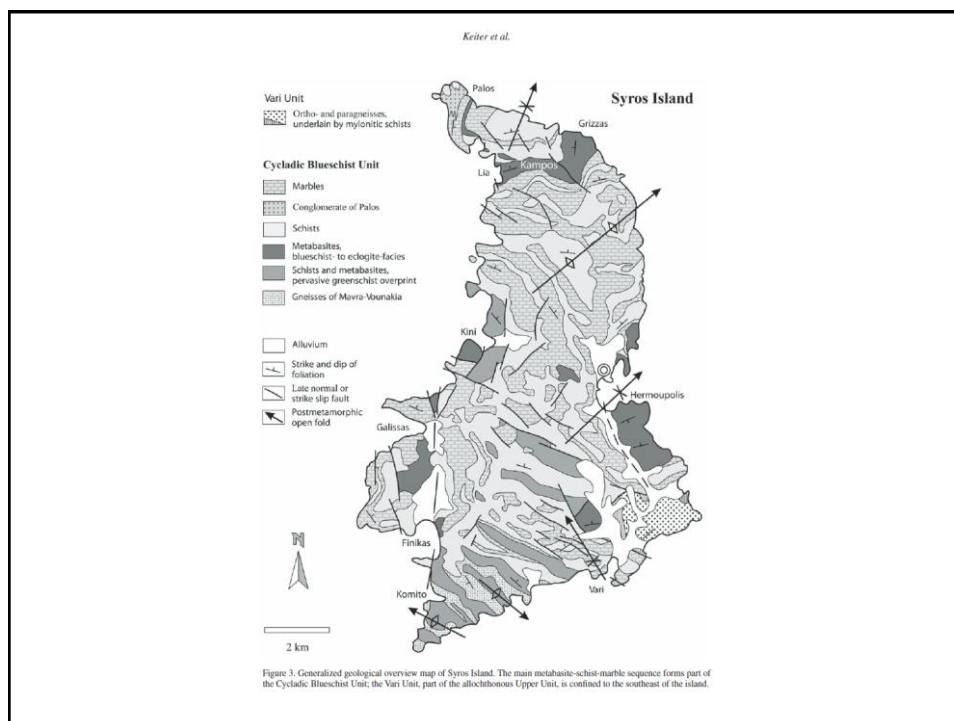 Keiter et al.
Syros Island
Vari Unit
Ortho- and paragneisses,
underlain by mylonitic schists
Cycladic Blueschist Unit
Marbles
Conglomerate of Palos
Schists
Metabasites,
blueschist- to eclogite-facies
Schists and metabasites,
pervasive greenschist overprint
Gneisses of Mavra-Vounakia
Alluvium
Strike and dip of
foliation
Late normal or
strike slip fault
Postmetamorphic
open fold
Palos
Grizzas
Lia
Kampos
Kini
Hermoupolis
Galissas
Finikas
Komito
Vari
N
2 km
Figure 3. Generalized geological overview map of Syros Island. The main metabasite-schist-marble sequence forms part of
the Cycladic Blueschist Unit; the Vari Unit, part of the allochthonous Upper Unit, is confined to the southeast of the island.